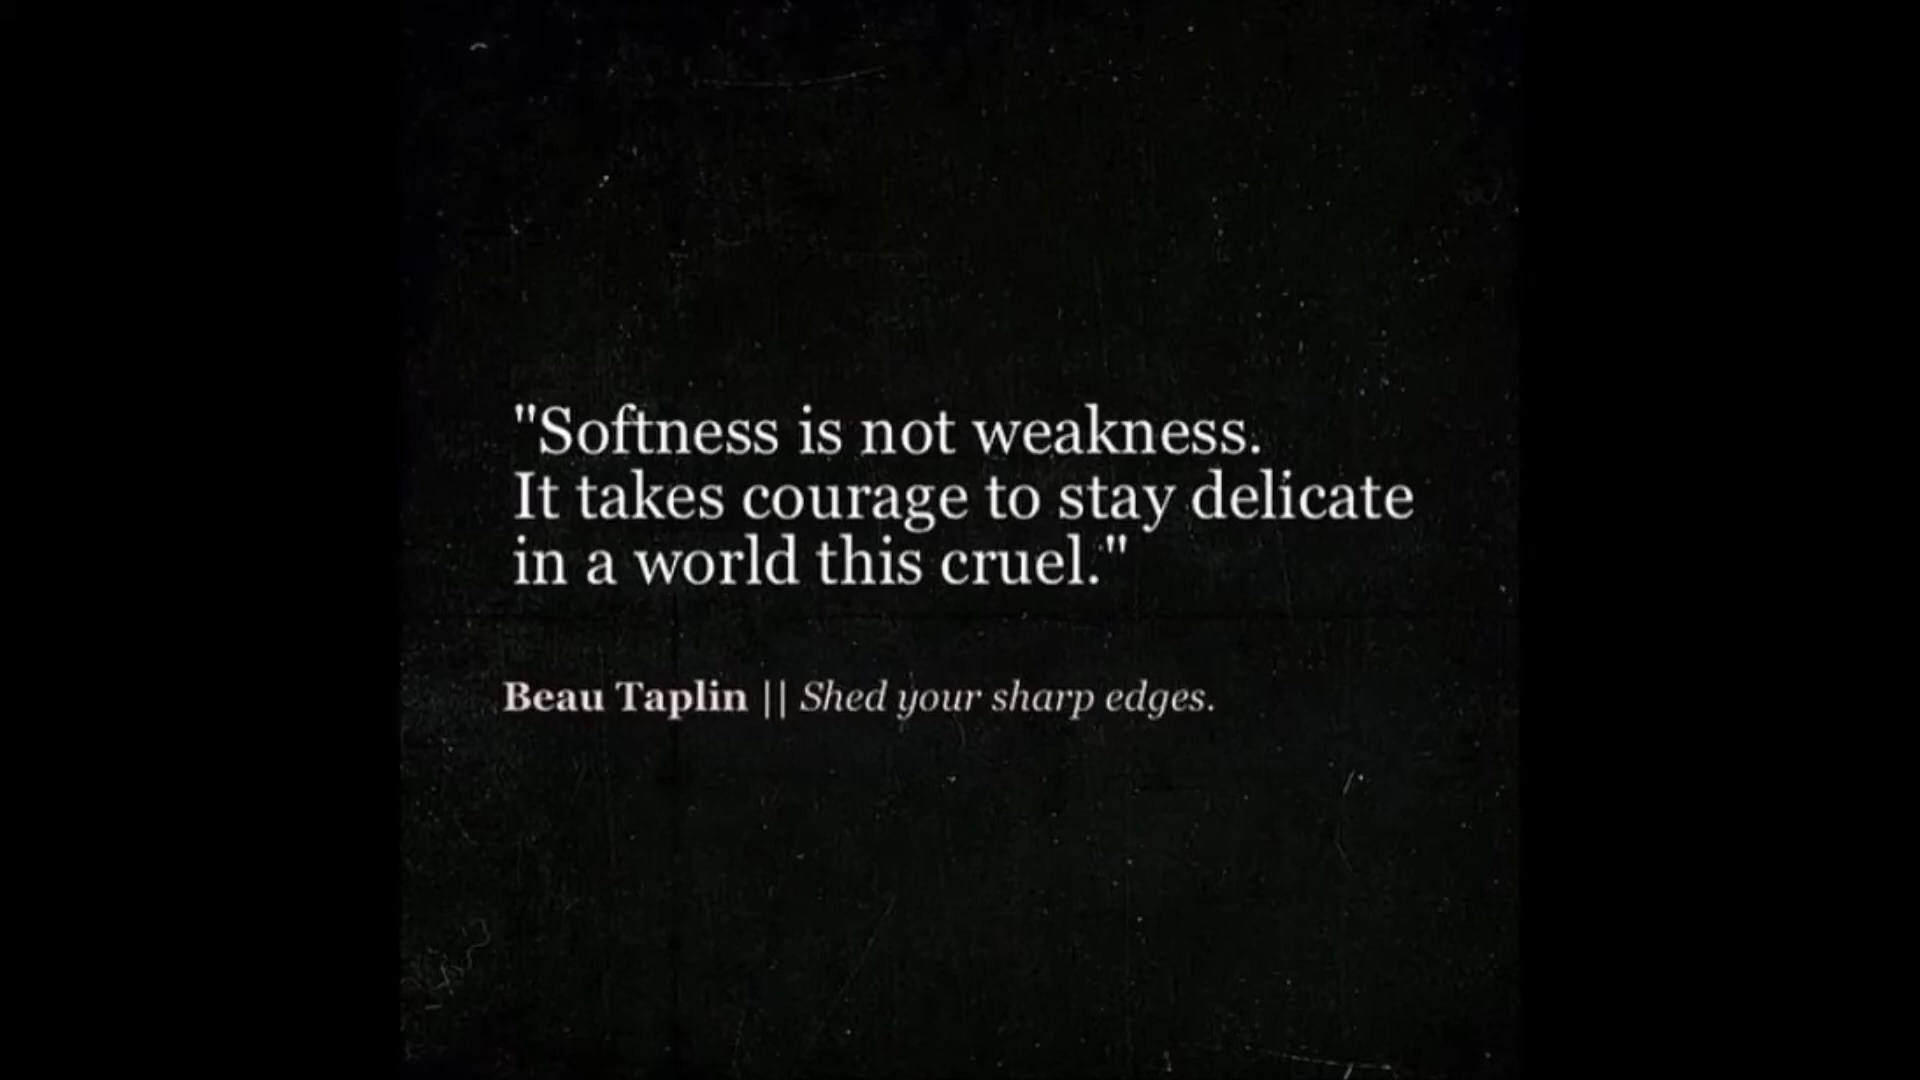 "Softness is not weakness.
It takes courage to stay delicate
in a world this cruel."
Beau Taplin || Shed your sharp edges.